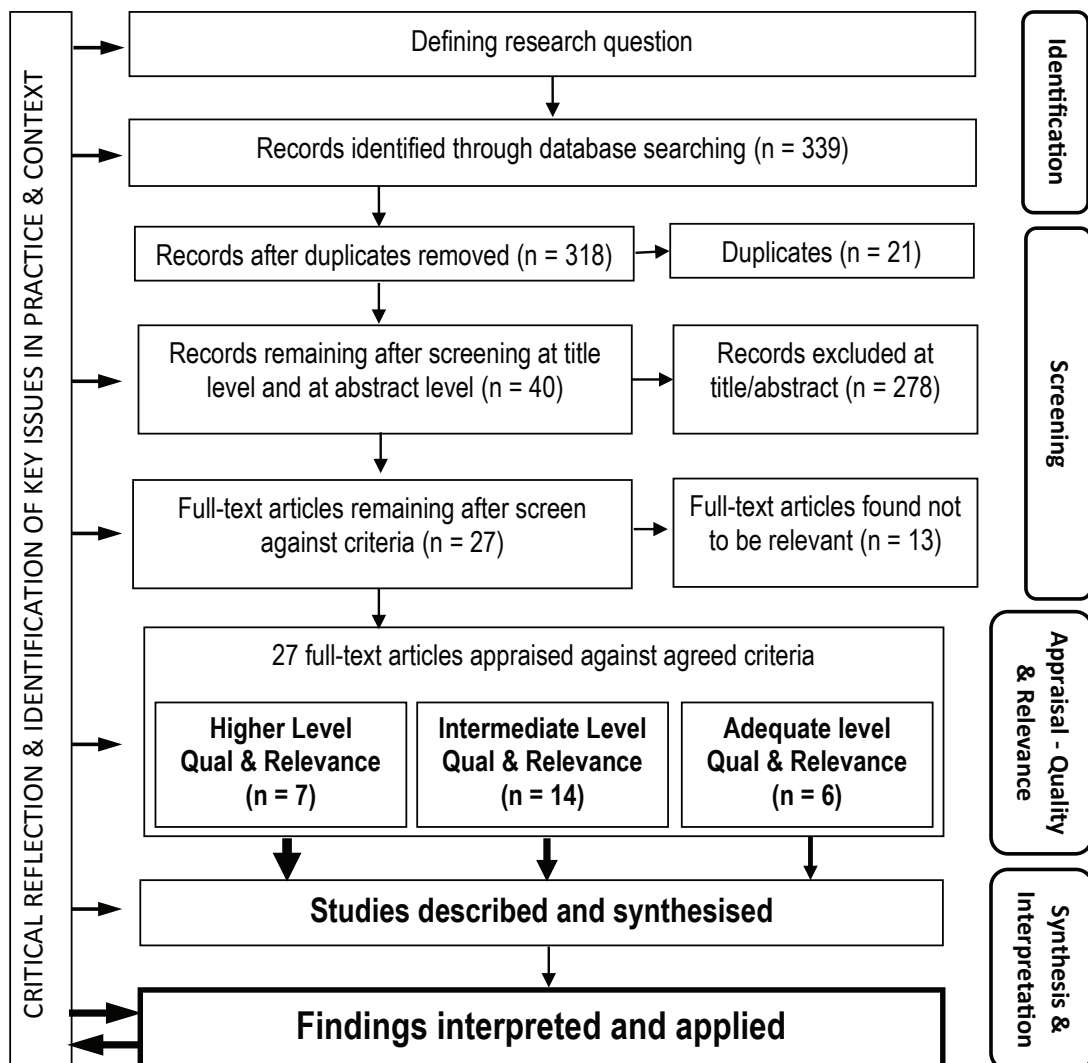 CRITICAL REFLECTION & IDENTIFICATION OF KEY ISSUES IN PRACTICE & CONTEXT
Defining research question
Records identified through database searching (n = 339)
Identification
Records after duplicates removed (n = 318)
Duplicates (n = 21)
Records remaining after screening at title
level and at abstract level (n = 40)
Records excluded at
title/abstract (n = 278)
Full-text articles remaining after screen
against criteria (n = 27)
Full-text articles found not
to be relevant (n = 13)
Screening
27 full-text articles appraised against agreed criteria
Higher Level
Qual & Relevance
(n = 7)
Intermediate Level
Qual & Relevance
(n = 14)
Adequate level
Qual & Relevance
(n = 6)
Appraisal - Quality
& Relevance
Studies described and synthesised
Findings interpreted and applied
Synthesis &
Interpretation